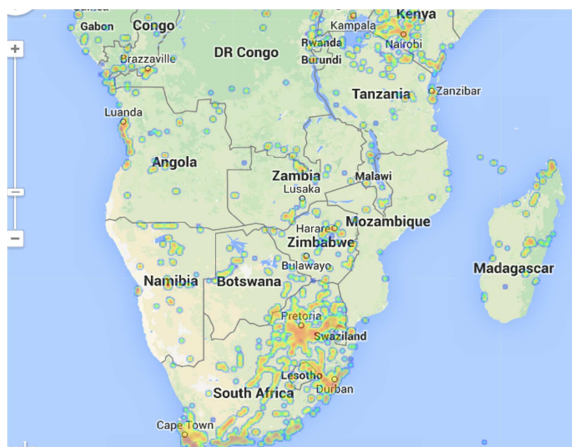 Kenya
Gabon
Congo
Kampala
Nairobi
DR Congo
Rwanda
Burundi
Brazzaville
Tanzania
Zanzibar
Luanda
Angola
Zambia
Malawi
Lusaka
Mozambique
Harare
Zimbabwe
Bulawayo
Madagascar
Namibia
Botswana
Pretoria
Swaziland
Lesotho
Durban
South Africa
Cape Town